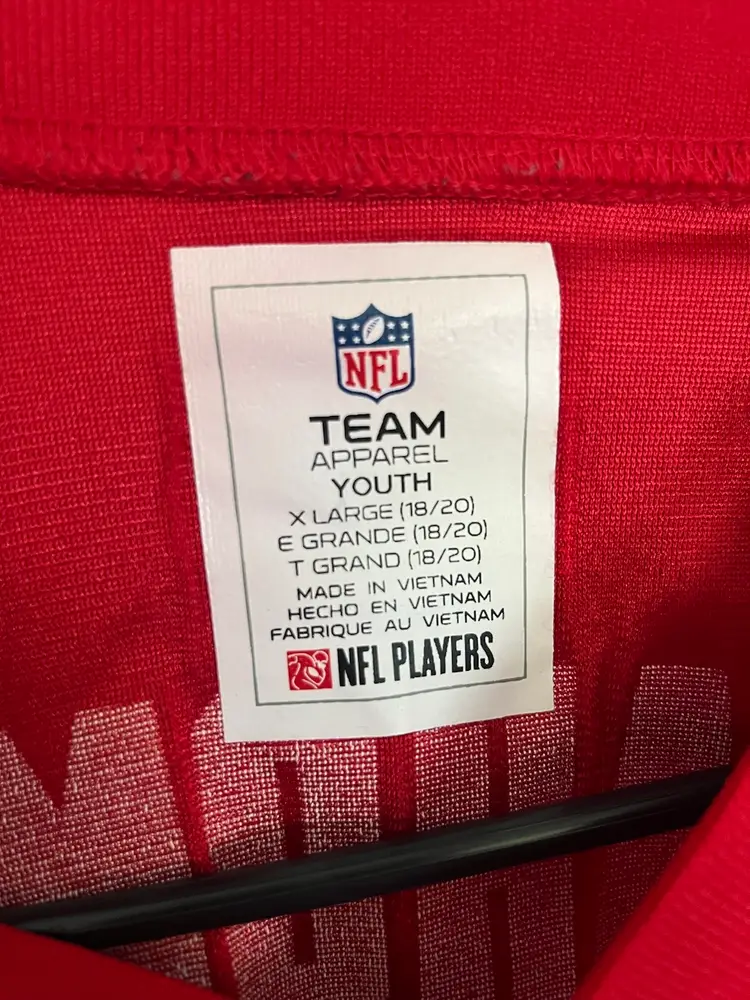 NFL
TEAM
APPAREL
YOUTH
X LARGE (18/20)
E GRANDE (18/20)
T GRAND (18/20)
MADE IN VIETNAM
HECHO EN VIETNAM
FABRIQUE AU VIETNAM
NFL PLAYERS